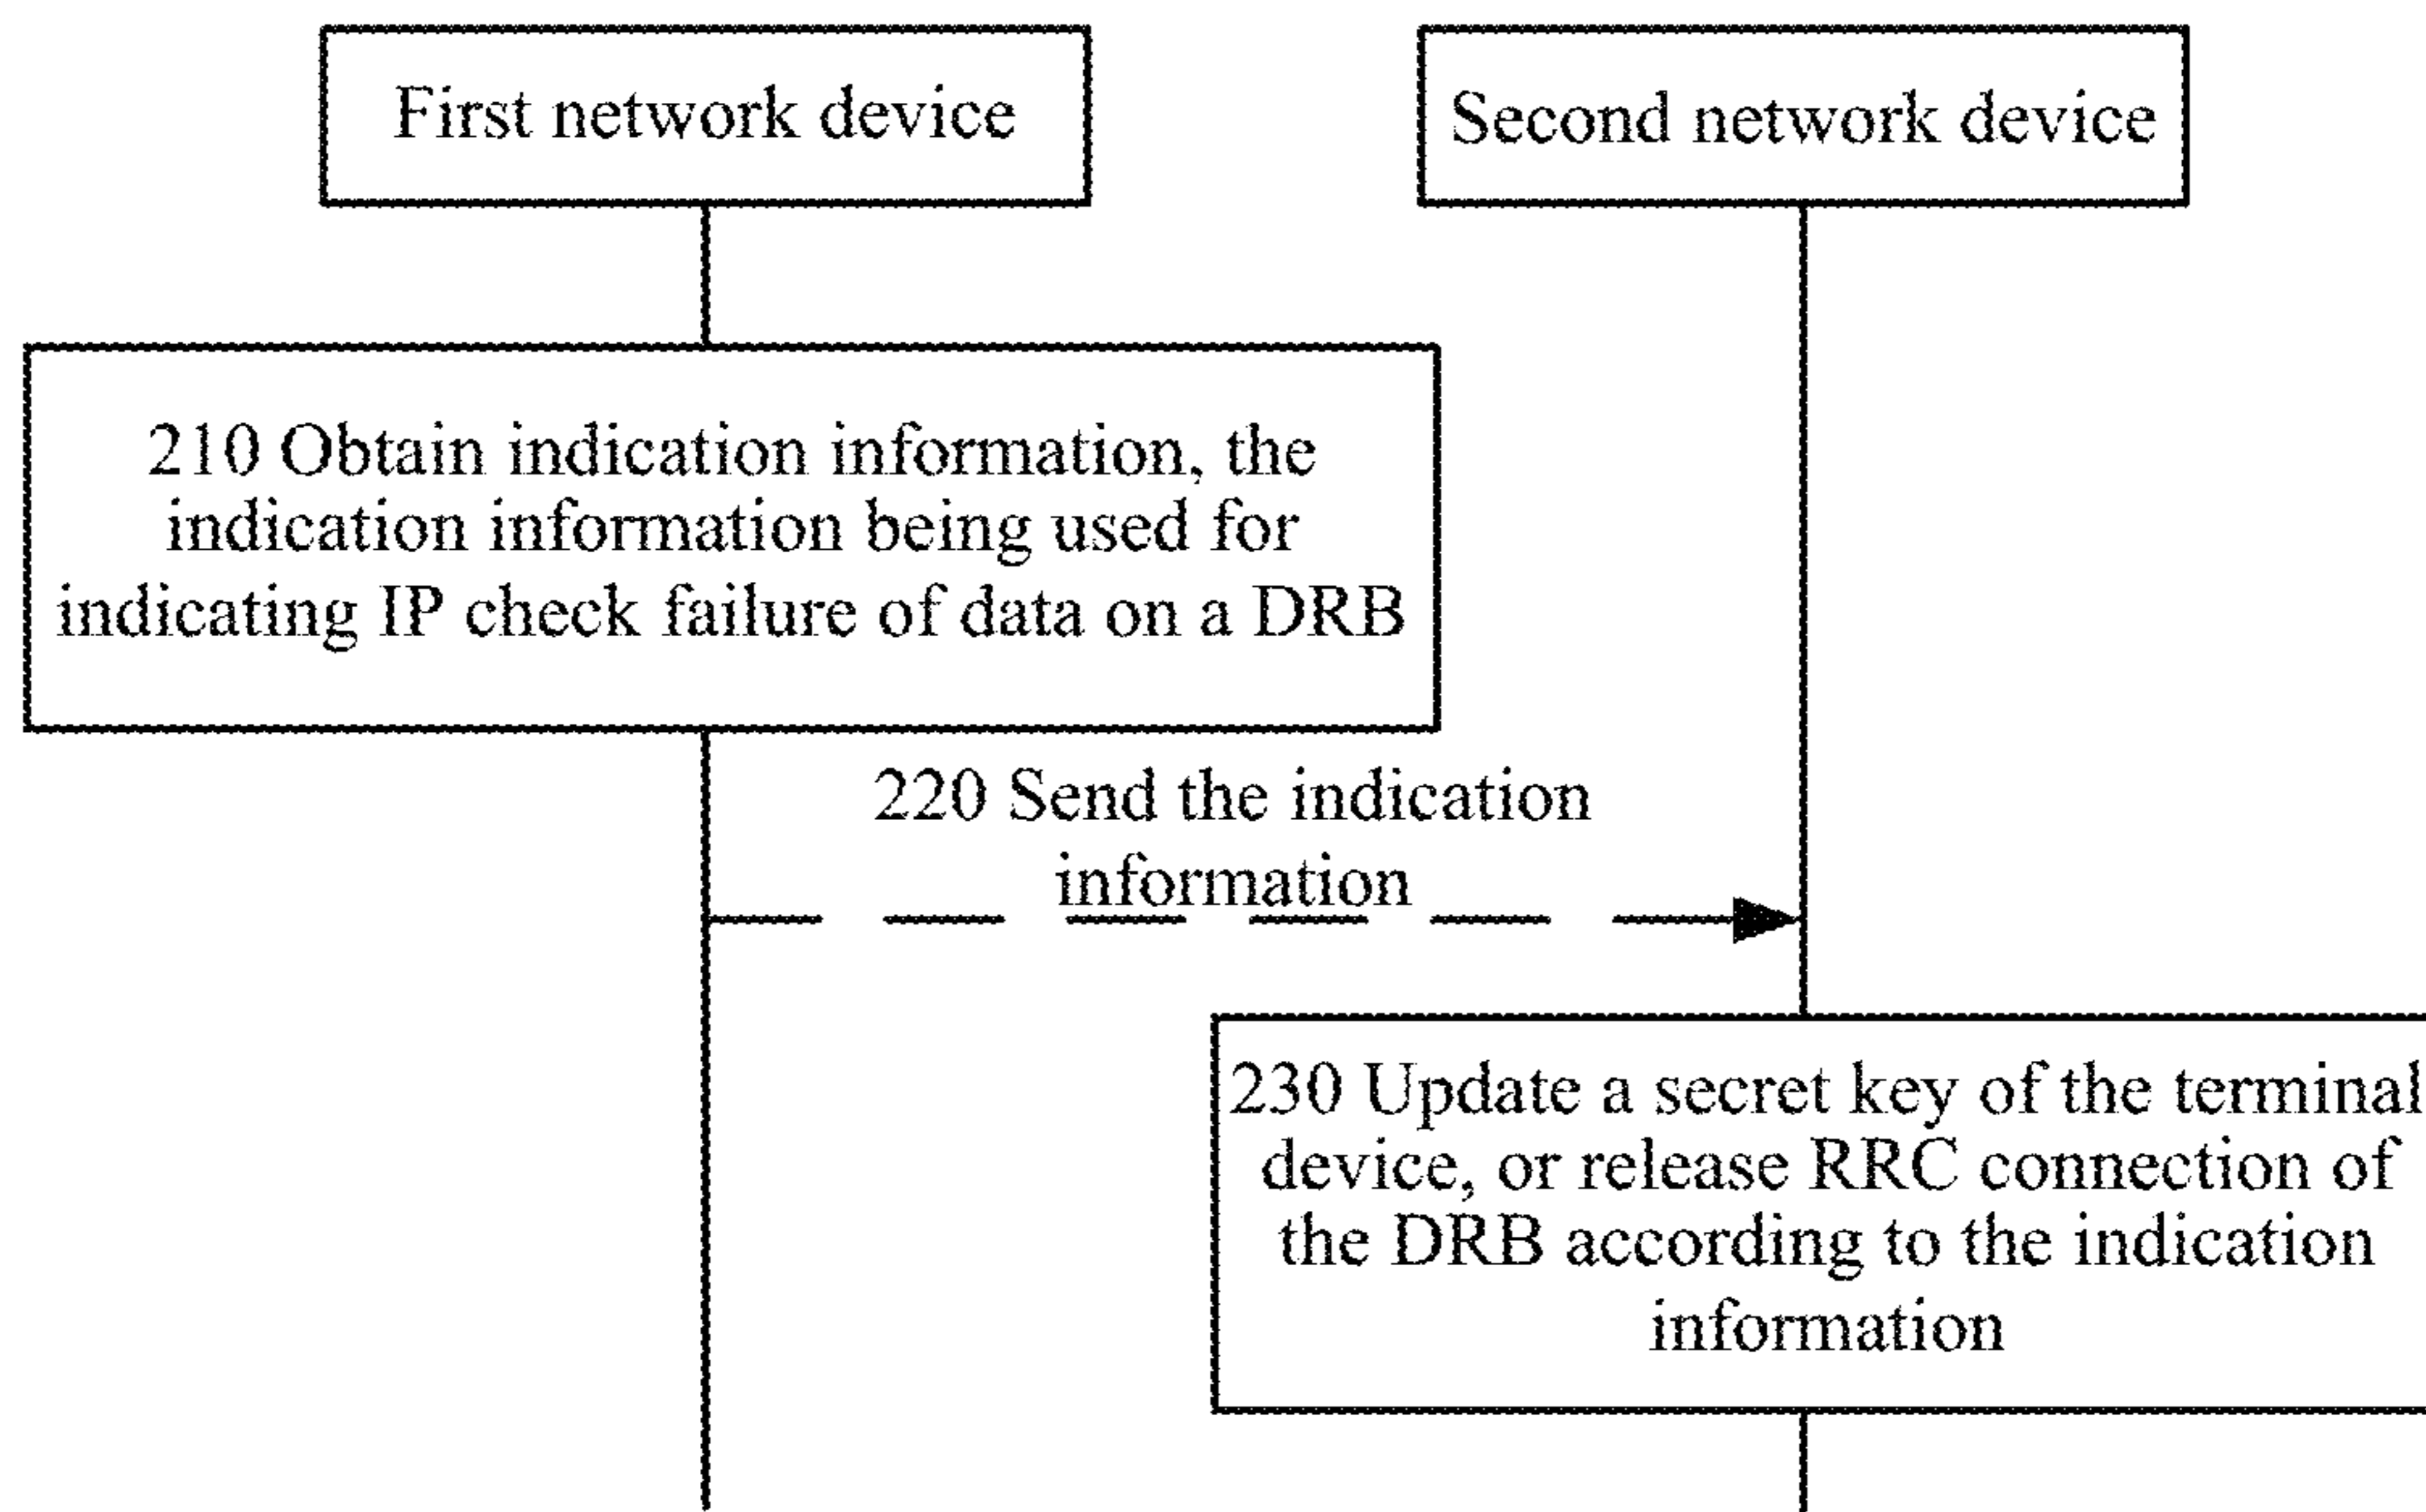 First network device
Second network device
210 Obtain indication information, the
indication information being used for
indicating IP check failure of data on a DRB
220 Send the indication
information
230 Update a secret key of the terminal
device, or release RRC connection of
the DRB according to the indication
information